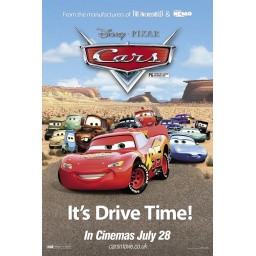 From the manufacturers of THE INCREDIBLES & NEMO
Disney · PIXAR
Cars
It's Drive Time!
In Cinemas July 28
carsmovie.co.uk